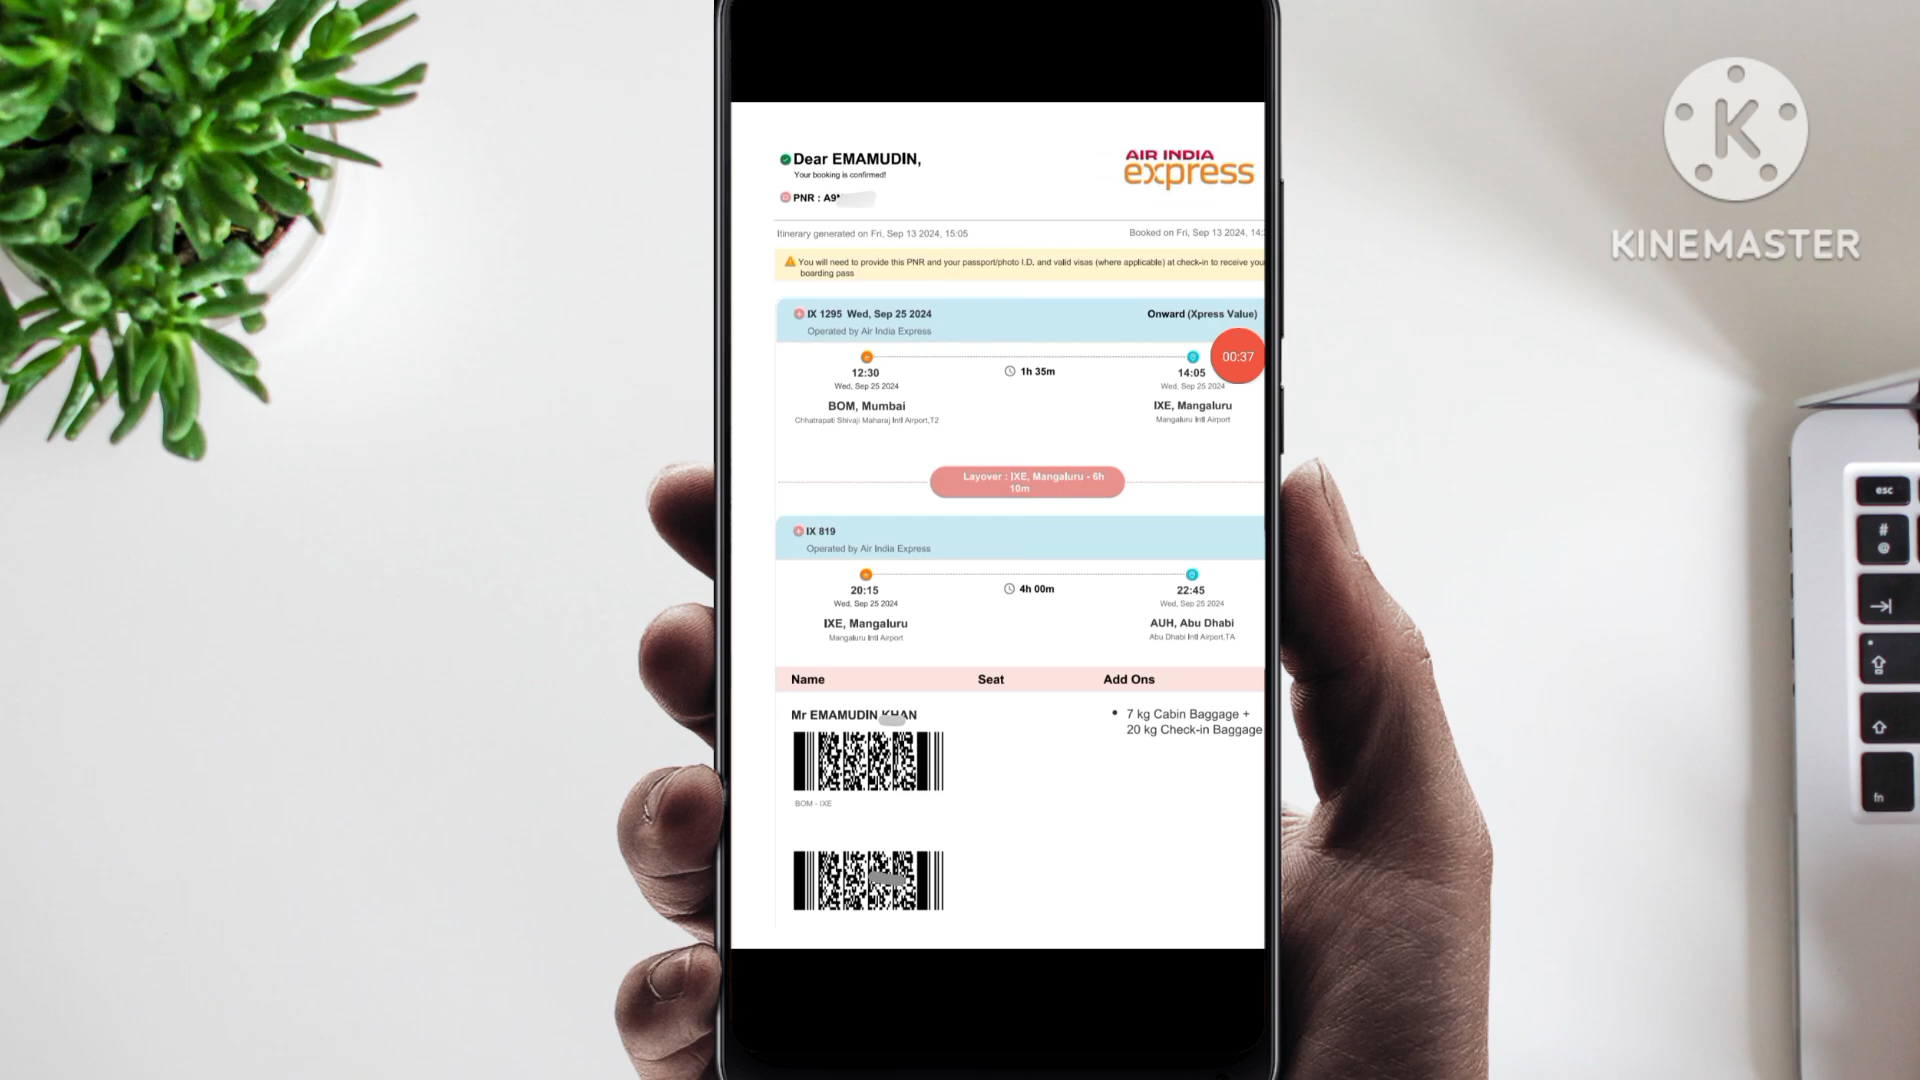 Dear EMAMUDIN,
Your booking is confirmed!
PNR : A9
AIR INDIA
express
Itinerary generated on Fri, Sep 13 2024, 15:05
Booked on Fri, Sep 13 2024, 14:
You will need to provide this PNR and your passport/photo I.D, and valid visas (where applicable) at check-in to receive you
boarding pass
IX 1295 Wed, Sep 25 2024
Onward (Xpress Value)
Operated by Air India Express
00:37
12:30
1h 35m
14:05
Wed, Sep 25 2024
Wed, Sep 25 2024
BOM, Mumbai
IXE, Mangaluru
Chhatrapati Shivaji Maharaj Intl Airport,T2
Mangaluru Intl Airport
Layover : IXE, Mangaluru - 6h
10m
IX 819
Operated by Air India Express
20:15
4h 00m
22:45
Wed, Sep 25 2024
Wed, Sep 25 2024
IXE, Mangaluru
AUH, Abu Dhabi
Mangaluru Intl Airport
Abu Dhabi Intl Airport,TA
Name Seat Add Ons
Mr EMAMUDIN KHAN
7 kg Cabin Baggage +
20 kg Check-in Baggage
BOM - IXE
K
KINEMASTER
esc
#
@
fn